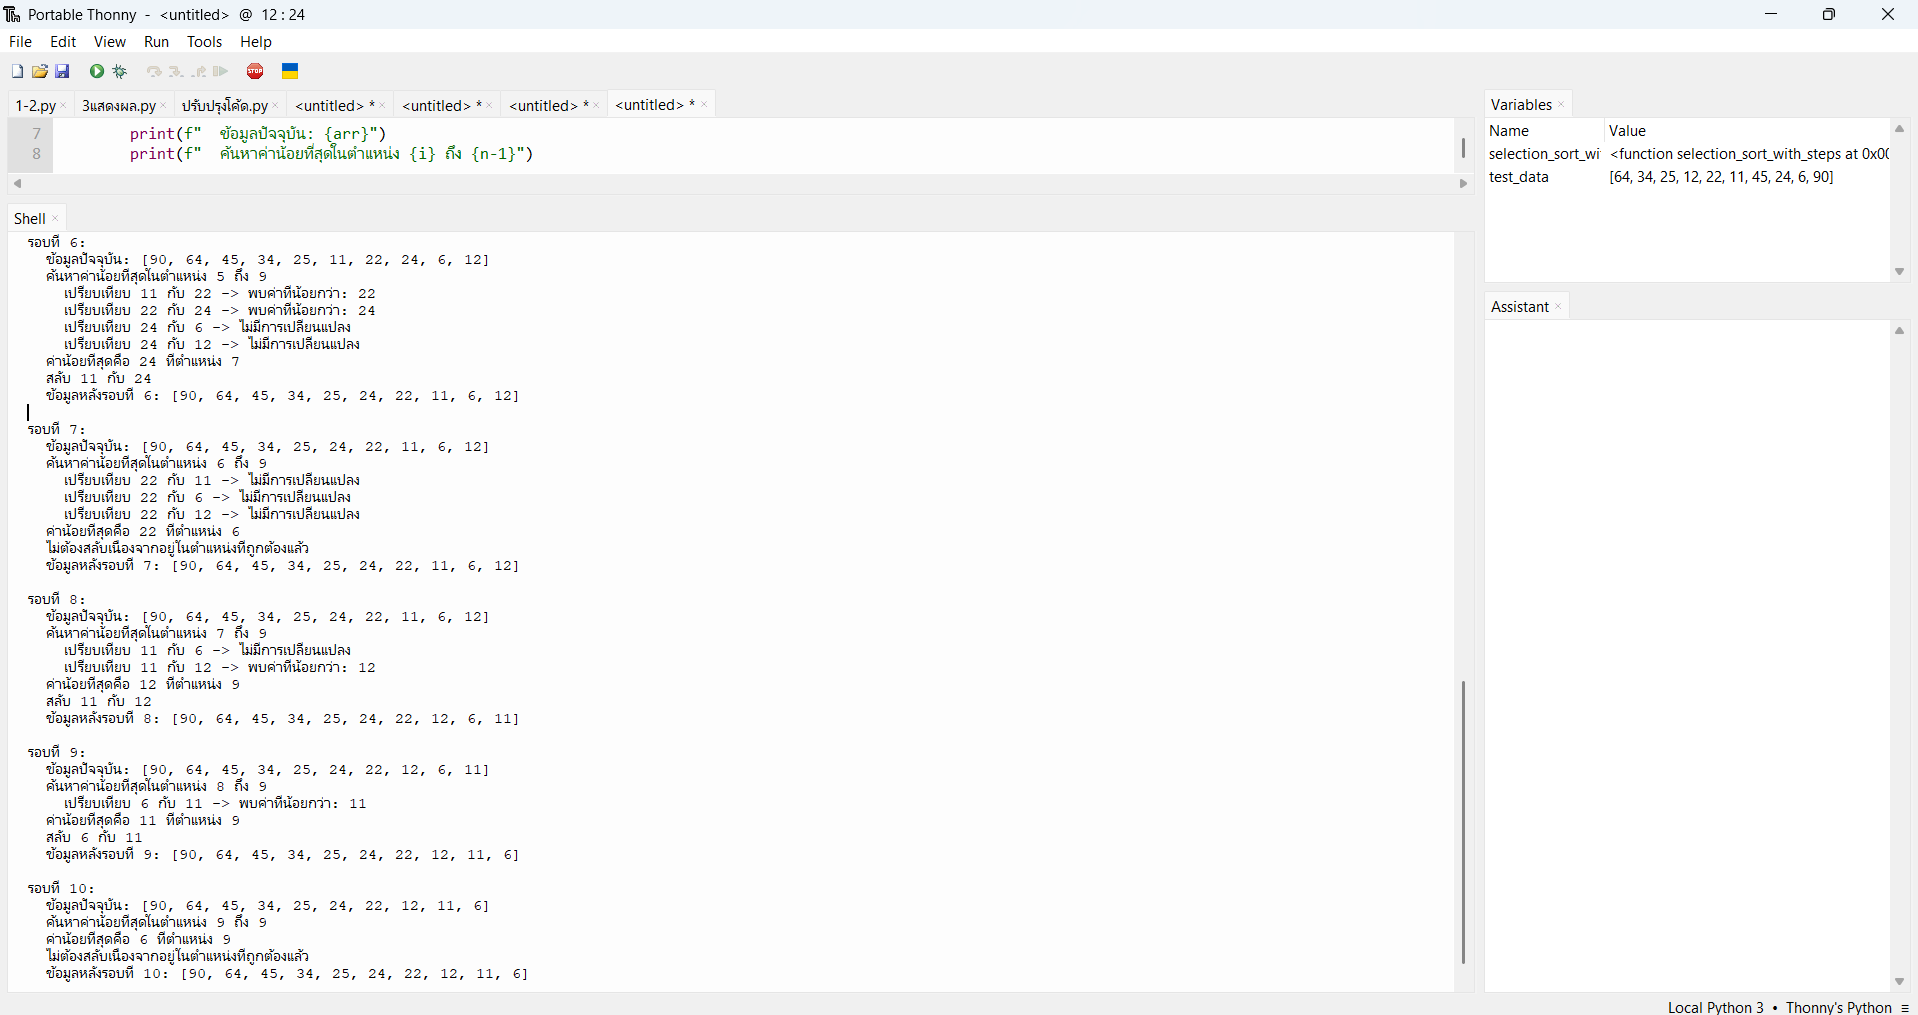 Portable Thonny - <untitled> @ 12 : 24
File Edit View Run Tools Help
1-2.py 3แสดงผล.py ปรับปรุงโค้ด.py <untitled> * <untitled> * <untitled> * <untitled> *
7 print(f"  ข้อมูลปัจจุบัน: {arr}")
8 print(f"  ค้นหาค่าน้อยที่สุดในตำแหน่ง {i} ถึง {n-1}")
Shell
รอบที่ 6:
ข้อมูลปัจจุบัน: [90, 64, 45, 34, 25, 11, 22, 24, 6, 12]
ค้นหาค่าน้อยที่สุดในตำแหน่ง 5 ถึง 9
เปรียบเทียบ 11 กับ 22 -> พบค่าที่น้อยกว่า: 22
เปรียบเทียบ 22 กับ 24 -> พบค่าที่น้อยกว่า: 24
เปรียบเทียบ 24 กับ 6 -> ไม่มีการเปลี่ยนแปลง
เปรียบเทียบ 24 กับ 12 -> ไม่มีการเปลี่ยนแปลง
ค่าน้อยที่สุดคือ 24 ที่ตำแหน่ง 7
สลับ 11 กับ 24
ข้อมูลหลังรอบที่ 6: [90, 64, 45, 34, 25, 24, 22, 11, 6, 12]
รอบที่ 7:
ข้อมูลปัจจุบัน: [90, 64, 45, 34, 25, 24, 22, 11, 6, 12]
ค้นหาค่าน้อยที่สุดในตำแหน่ง 6 ถึง 9
เปรียบเทียบ 22 กับ 11 -> ไม่มีการเปลี่ยนแปลง
เปรียบเทียบ 22 กับ 6 -> ไม่มีการเปลี่ยนแปลง
เปรียบเทียบ 22 กับ 12 -> ไม่มีการเปลี่ยนแปลง
ค่าน้อยที่สุดคือ 22 ที่ตำแหน่ง 6
ไม่ต้องสลับเนื่องจากอยู่ในตำแหน่งที่ถูกต้องแล้ว
ข้อมูลหลังรอบที่ 7: [90, 64, 45, 34, 25, 24, 22, 11, 6, 12]
รอบที่ 8:
ข้อมูลปัจจุบัน: [90, 64, 45, 34, 25, 24, 22, 11, 6, 12]
ค้นหาค่าน้อยที่สุดในตำแหน่ง 7 ถึง 9
เปรียบเทียบ 11 กับ 6 -> ไม่มีการเปลี่ยนแปลง
เปรียบเทียบ 11 กับ 12 -> พบค่าที่น้อยกว่า: 12
ค่าน้อยที่สุดคือ 12 ที่ตำแหน่ง 9
สลับ 11 กับ 12
ข้อมูลหลังรอบที่ 8: [90, 64, 45, 34, 25, 24, 22, 12, 6, 11]
รอบที่ 9:
ข้อมูลปัจจุบัน: [90, 64, 45, 34, 25, 24, 22, 12, 6, 11]
ค้นหาค่าน้อยที่สุดในตำแหน่ง 8 ถึง 9
เปรียบเทียบ 6 กับ 11 -> พบค่าที่น้อยกว่า: 11
ค่าน้อยที่สุดคือ 11 ที่ตำแหน่ง 9
สลับ 6 กับ 11
ข้อมูลหลังรอบที่ 9: [90, 64, 45, 34, 25, 24, 22, 12, 11, 6]
รอบที่ 10:
ข้อมูลปัจจุบัน: [90, 64, 45, 34, 25, 24, 22, 12, 11, 6]
ค้นหาค่าน้อยที่สุดในตำแหน่ง 9 ถึง 9
ค่าน้อยที่สุดคือ 6 ที่ตำแหน่ง 9
ไม่ต้องสลับเนื่องจากอยู่ในตำแหน่งที่ถูกต้องแล้ว
ข้อมูลหลังรอบที่ 10: [90, 64, 45, 34, 25, 24, 22, 12, 11, 6]
Variables
Name Value
selection_sort_wi <function selection_sort_with_steps at 0x00
test_data [64, 34, 25, 12, 22, 11, 45, 24, 6, 90]
Assistant
Local Python 3 • Thonny's Python ≡